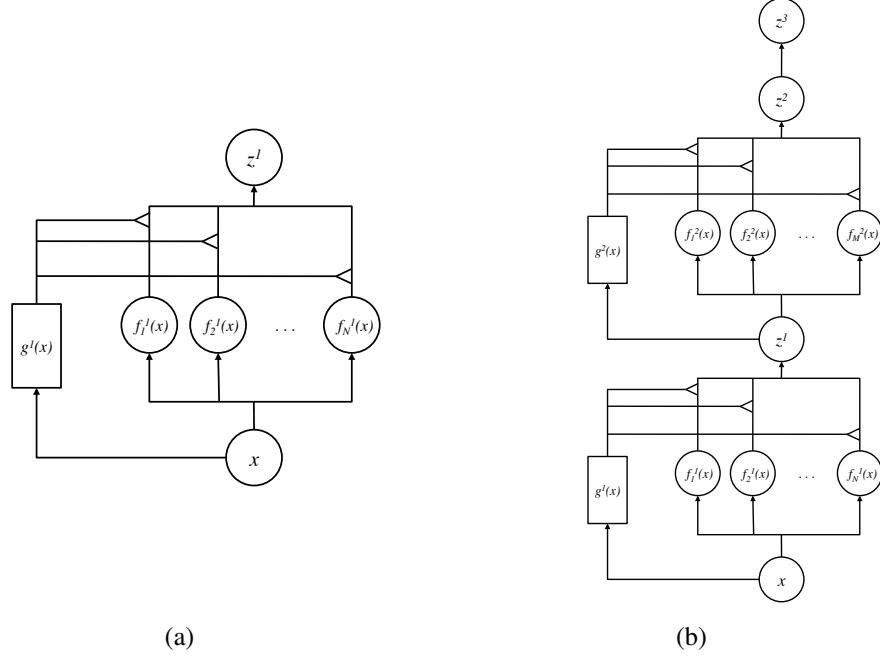 z¹
g¹(x)
f₁¹(x) f₂¹(x) . . . f_N¹(x)
x
(a)
z³
z²
g²(x)
f₁²(x) f₂²(x) . . . f_M²(x)
z¹
g¹(x)
f₁¹(x) f₂¹(x) . . . f_N¹(x)
x
(b)